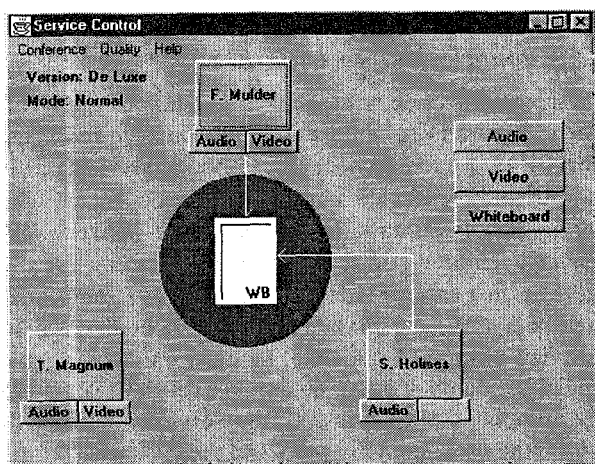 Service Control
Conference Quality Help
Version: De Luxe
Mode: Normal
F. Mulder
Audio Video
Audio
Video
Whiteboard
WB
T. Magnum
Audio Video
S. Holmes
Audio